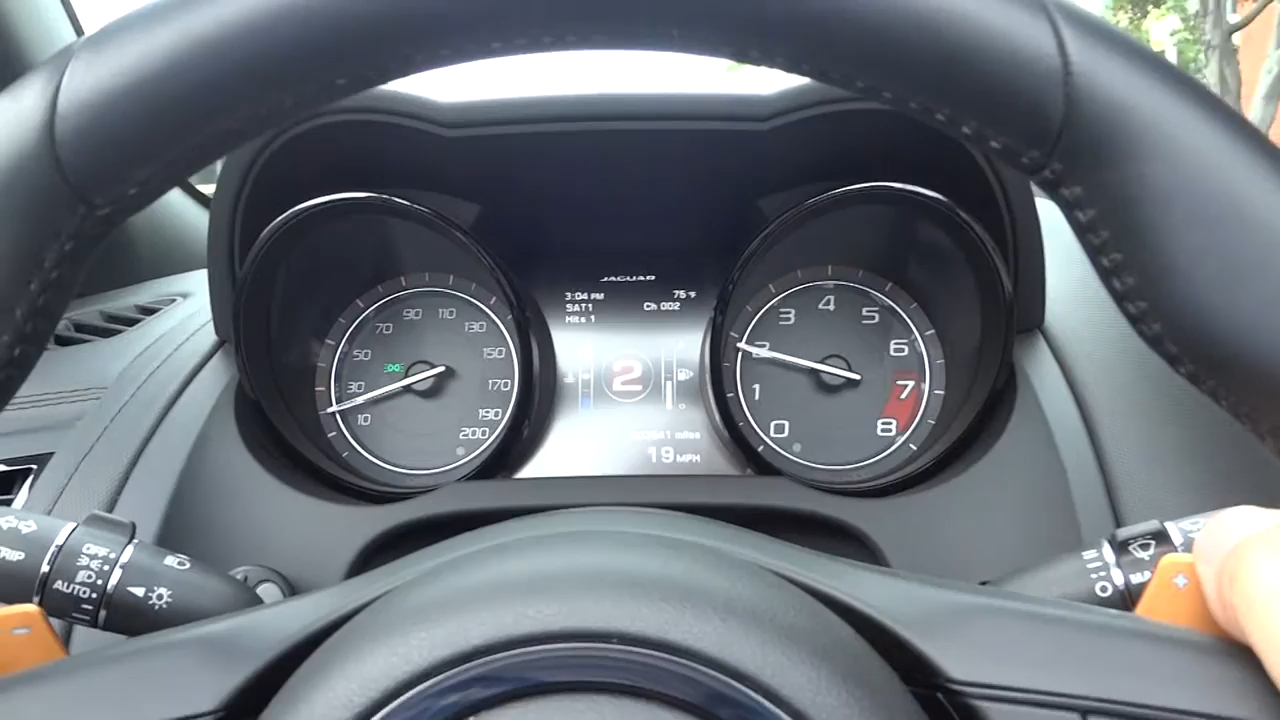 JAGUAR
3:04 PM 75°F
SAT1 Ch 002
Hits 1
90 110
70 130
50 150
30 170
10 190
200
2
miles
19 MPH
4
3 5
2 6
1 7
0 8
TRIP
OFF
AUTO
-
+